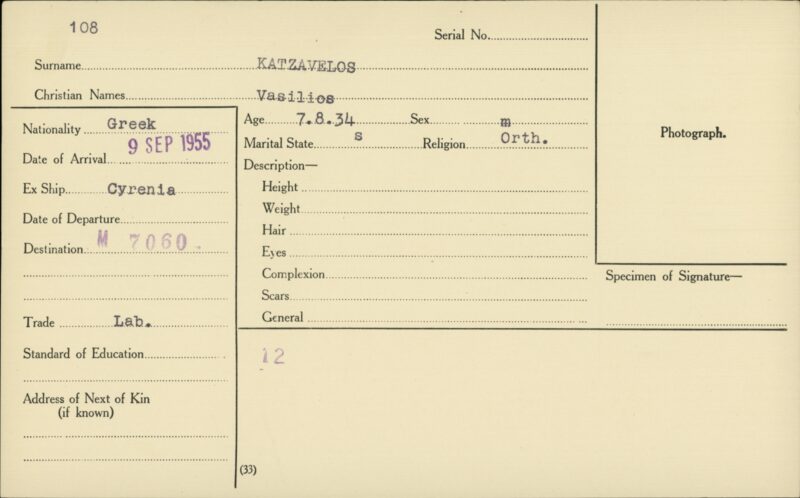 108
Serial No.
Surname KATZAVELOS
Christian Names Vasilios
Nationality Greek
Date of Arrival 9 SEP 1955
Ex Ship Cyrenia
Date of Departure
Destination M 7060.
Trade Lab.
Standard of Education
Address of Next of Kin
(if known)
Age 7.8.34 Sex m
Marital State s Religion Orth.
Description—
Height
Weight
Hair
Eyes
Complexion
Scars
General
12
(33)
Photograph.
Specimen of Signature—